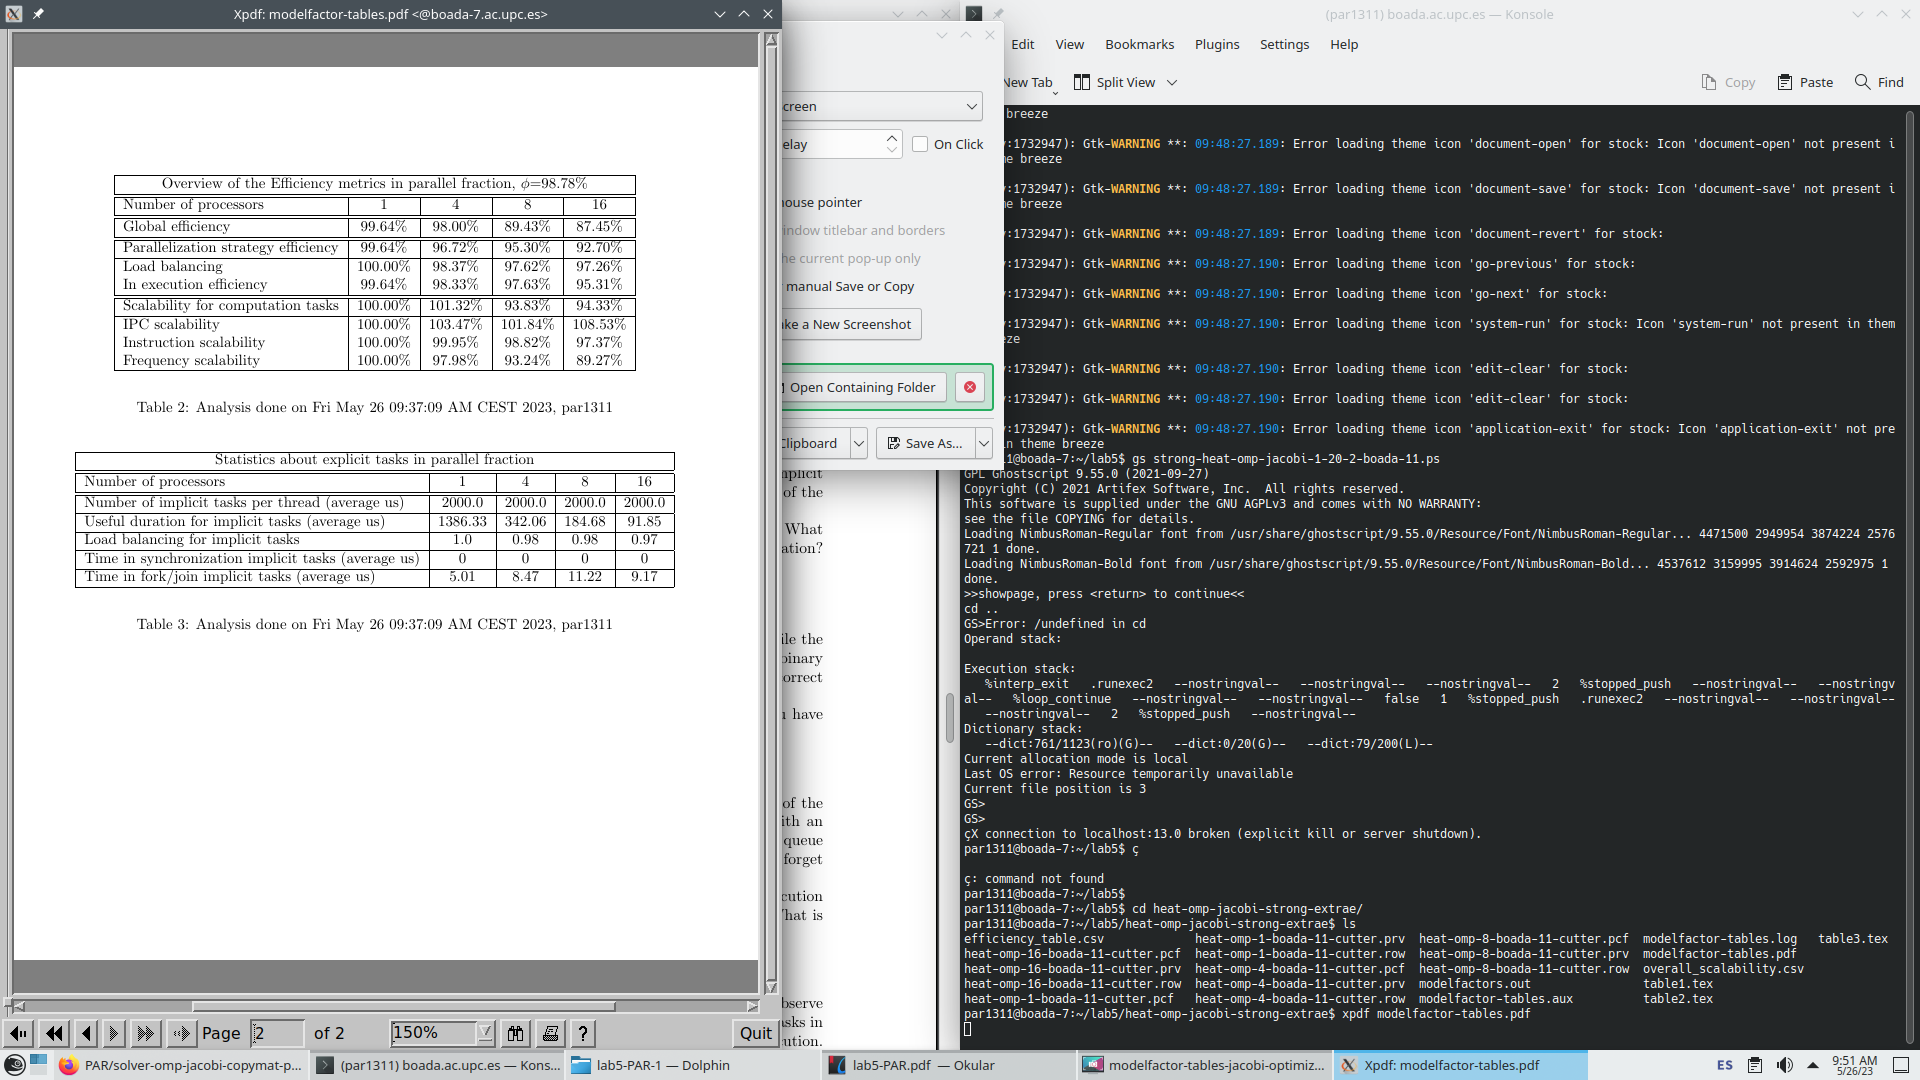 Xpdf: modelfactor-tables.pdf <@boada-7.ac.upc.es>
Overview of the Efficiency metrics in parallel fraction, ϕ=98.78%
Number of processors 1 4 8 16
Global efficiency 99.64% 98.00% 89.43% 87.45%
Parallelization strategy efficiency 99.64% 96.72% 95.30% 92.70%
Load balancing 100.00% 98.37% 97.62% 97.26%
In execution efficiency 99.64% 98.33% 97.63% 95.31%
Scalability for computation tasks 100.00% 101.32% 93.83% 94.33%
IPC scalability 100.00% 103.47% 101.84% 108.53%
Instruction scalability 100.00% 99.95% 98.82% 97.37%
Frequency scalability 100.00% 97.98% 93.24% 89.27%
Table 2: Analysis done on Fri May 26 09:37:09 AM CEST 2023, par1311
Statistics about explicit tasks in parallel fraction
Number of processors 1 4 8 16
Number of implicit tasks per thread (average us) 2000.0 2000.0 2000.0 2000.0
Useful duration for implicit tasks (average us) 1386.33 342.06 184.68 91.85
Load balancing for implicit tasks 1.0 0.98 0.98 0.97
Time in synchronization implicit tasks (average us) 0 0 0 0
Time in fork/join implicit tasks (average us) 5.01 8.47 11.22 9.17
Table 3: Analysis done on Fri May 26 09:37:09 AM CEST 2023, par1311
Page 2 of 2 150% ? Quit
creen
elay On Click
ouse pointer
indow titlebar and borders
he current pop-up only
manual Save or Copy
ke a New Screenshot
Open Containing Folder
Clipboard Save As...
mplicit
of the
What
ation?
ile the
oinary
orrect
u have
of the
ith an
queue
forget
cution
That is
bserve
sks in
ution.
(par1311) boada.ac.upc.es — Konsole
Edit View Bookmarks Plugins Settings Help
New Tab Split View Copy Paste Find
breeze
:1732947): Gtk-WARNING **: 09:48:27.189: Error loading theme icon 'document-open' for stock: Icon 'document-open' not present i
me breeze
:1732947): Gtk-WARNING **: 09:48:27.189: Error loading theme icon 'document-save' for stock: Icon 'document-save' not present i
me breeze
:1732947): Gtk-WARNING **: 09:48:27.189: Error loading theme icon 'document-revert' for stock:
:1732947): Gtk-WARNING **: 09:48:27.190: Error loading theme icon 'go-previous' for stock:
:1732947): Gtk-WARNING **: 09:48:27.190: Error loading theme icon 'go-next' for stock:
:1732947): Gtk-WARNING **: 09:48:27.190: Error loading theme icon 'system-run' for stock: Icon 'system-run' not present in them
eze
:1732947): Gtk-WARNING **: 09:48:27.190: Error loading theme icon 'edit-clear' for stock:
:1732947): Gtk-WARNING **: 09:48:27.190: Error loading theme icon 'edit-clear' for stock:
:1732947): Gtk-WARNING **: 09:48:27.190: Error loading theme icon 'application-exit' for stock: Icon 'application-exit' not pre
in theme breeze
1@boada-7:~/lab5$ gs strong-heat-omp-jacobi-1-20-2-boada-11.ps
GPL Ghostscript 9.55.0 (2021-09-27)
Copyright (C) 2021 Artifex Software, Inc.  All rights reserved.
This software is supplied under the GNU AGPLv3 and comes with NO WARRANTY:
see the file COPYING for details.
Loading NimbusRoman-Regular font from /usr/share/ghostscript/9.55.0/Resource/Font/NimbusRoman-Regular... 4471500 2949954 3874224 2576
721 1 done.
Loading NimbusRoman-Bold font from /usr/share/ghostscript/9.55.0/Resource/Font/NimbusRoman-Bold... 4537612 3159995 3914624 2592975 1
done.
>>showpage, press <return> to continue<<
cd ..
GS>Error: /undefined in cd
Operand stack:
Execution stack:
%interp_exit   .runexec2   --nostringval--   --nostringval--   --nostringval--   2   %stopped_push   --nostringval--   --nostringv
al--   %loop_continue   --nostringval--   --nostringval--   false   1   %stopped_push   .runexec2   --nostringval--   --nostringval--
--nostringval--   2   %stopped_push   --nostringval--
Dictionary stack:
--dict:761/1123(ro)(G)--   --dict:0/20(G)--   --dict:79/200(L)--
Current allocation mode is local
Last OS error: Resource temporarily unavailable
Current file position is 3
GS>
GS>
çX connection to localhost:13.0 broken (explicit kill or server shutdown).
par1311@boada-7:~/lab5$ ç
ç: command not found
par1311@boada-7:~/lab5$
par1311@boada-7:~/lab5$ cd heat-omp-jacobi-strong-extrae/
par1311@boada-7:~/lab5/heat-omp-jacobi-strong-extrae$ ls
efficiency_table.csv heat-omp-1-boada-11-cutter.prv heat-omp-8-boada-11-cutter.pcf modelfactor-tables.log table3.tex
heat-omp-16-boada-11-cutter.pcf heat-omp-1-boada-11-cutter.row heat-omp-8-boada-11-cutter.prv modelfactor-tables.pdf
heat-omp-16-boada-11-cutter.prv heat-omp-4-boada-11-cutter.pcf heat-omp-8-boada-11-cutter.row overall_scalability.csv
heat-omp-16-boada-11-cutter.row heat-omp-4-boada-11-cutter.prv modelfactors.out table1.tex
heat-omp-1-boada-11-cutter.pcf heat-omp-4-boada-11-cutter.row modelfactor-tables.aux table2.tex
par1311@boada-7:~/lab5/heat-omp-jacobi-strong-extrae$ xpdf modelfactor-tables.pdf
PAR/solver-omp-jacobi-copymat-p... (par1311) boada.ac.upc.es — Kons... lab5-PAR-1 — Dolphin lab5-PAR.pdf — Okular modelfactor-tables-jacobi-optimiz... Xpdf: modelfactor-tables.pdf ES 9:51 AM
5/26/23